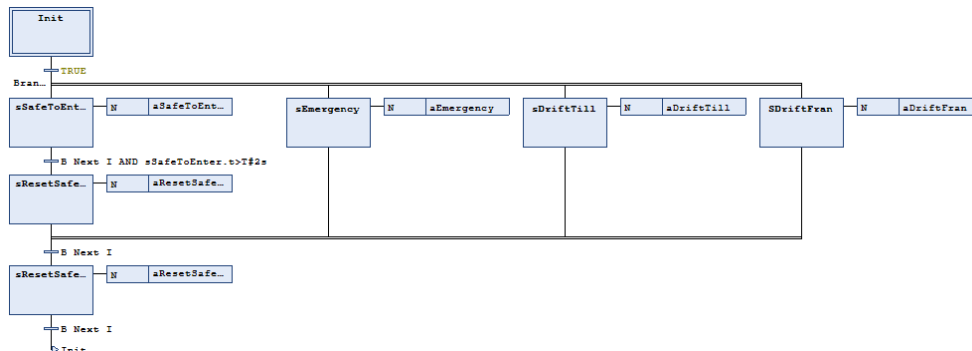 Init
TRUE
Bran...
sSafeToEnt... N aSafeToEnt...
sEmergency N aEmergency
sDriftTill N aDriftTill
SDriftFran N aDriftFran
B Next I AND sSafeToEnter.t>T#2s
sResetSafe... N aResetSafe...
B Next I
sResetSafe... N aResetSafe...
B Next I
Init